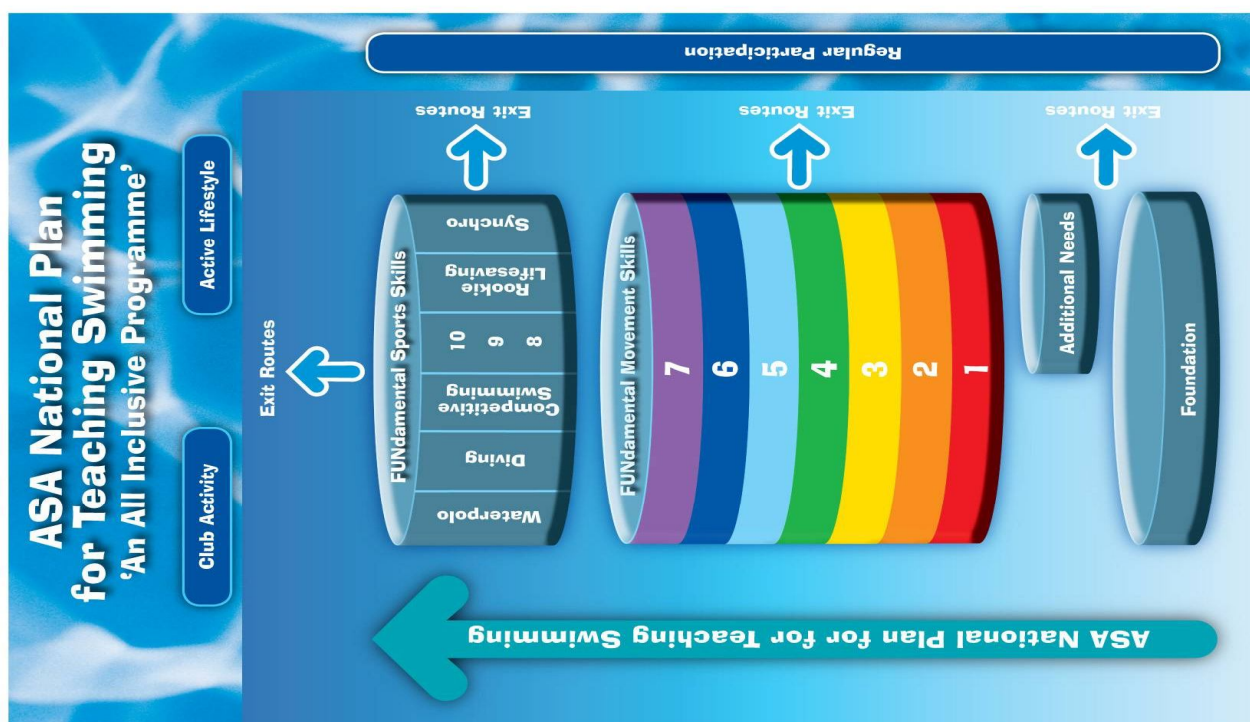 ASA National Plan
for Teaching Swimming
‘An All Inclusive Programme’
Club Activity
Active Lifestyle
Exit Routes
FUNdamental Sports Skills
Waterpolo
Diving
Competitive
Swimming
10
9
8
Rookie
Lifesaving
Synchro
Exit Routes
FUNdamental Movement Skills
7
6
5
4
3
2
1
Exit Routes
Additional Needs
Exit Routes
Foundation
ASA National Plan for for Teaching Swimming
Regular Participation